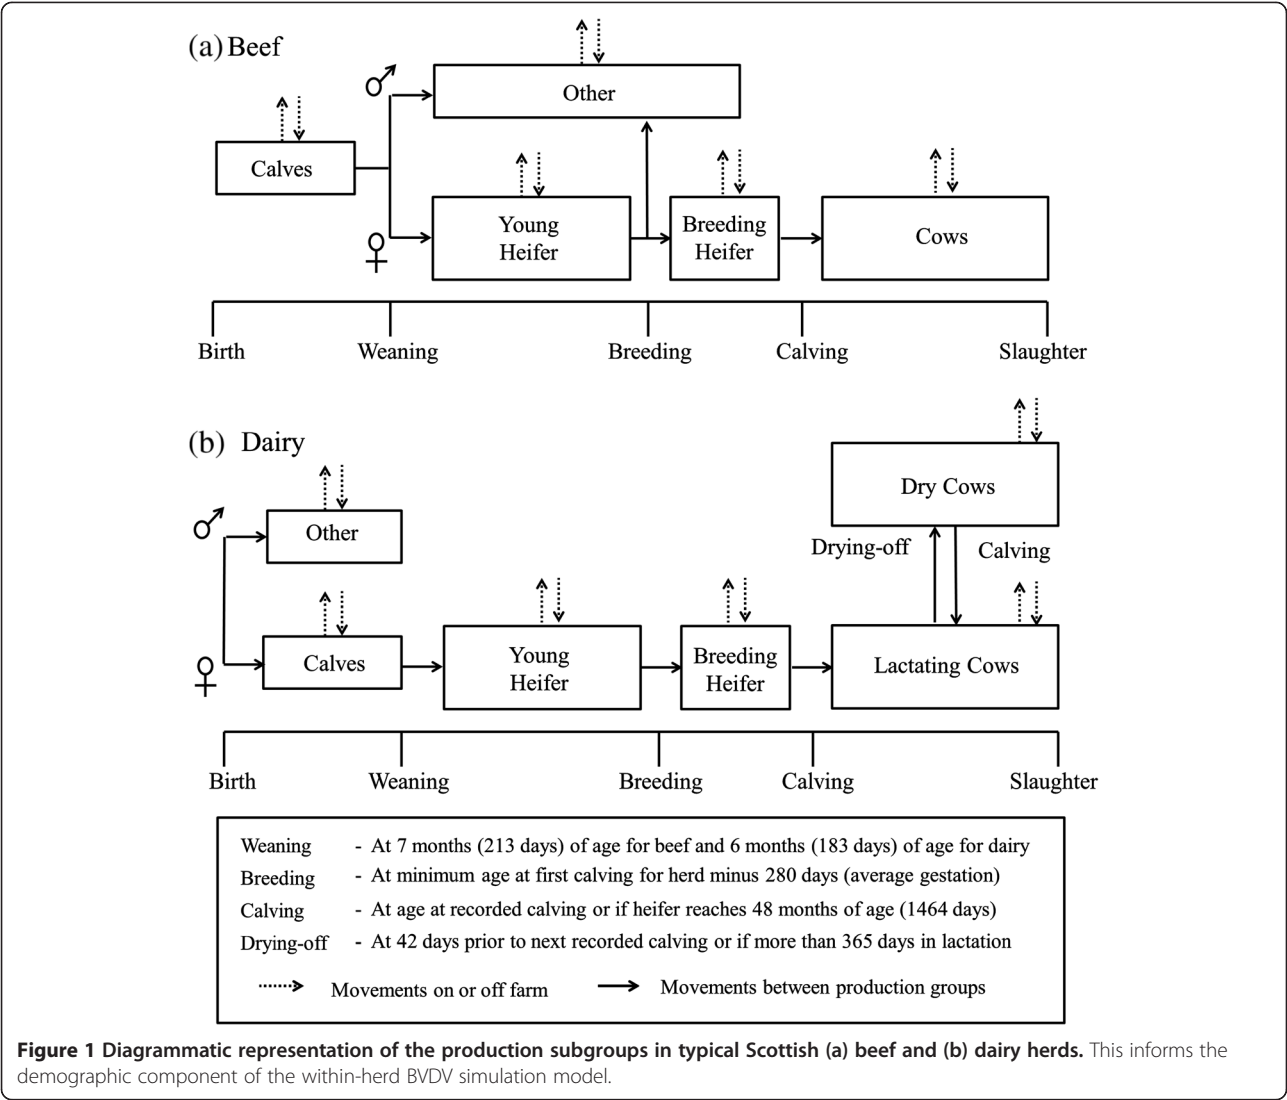 (a) Beef
Other
Calves
Young
Heifer
Breeding
Heifer
Cows
Birth Weaning Breeding Calving Slaughter
(b) Dairy
Dry Cows
Other
Drying-off Calving
Calves
Young
Heifer
Breeding
Heifer
Lactating Cows
Birth Weaning Breeding Calving Slaughter
Weaning - At 7 months (213 days) of age for beef and 6 months (183 days) of age for dairy
Breeding - At minimum age at first calving for herd minus 280 days (average gestation)
Calving - At age at recorded calving or if heifer reaches 48 months of age (1464 days)
Drying-off - At 42 days prior to next recorded calving or if more than 365 days in lactation
Movements on or off farm Movements between production groups
Figure 1 Diagrammatic representation of the production subgroups in typical Scottish (a) beef and (b) dairy herds. This informs the
demographic component of the within-herd BVDV simulation model.